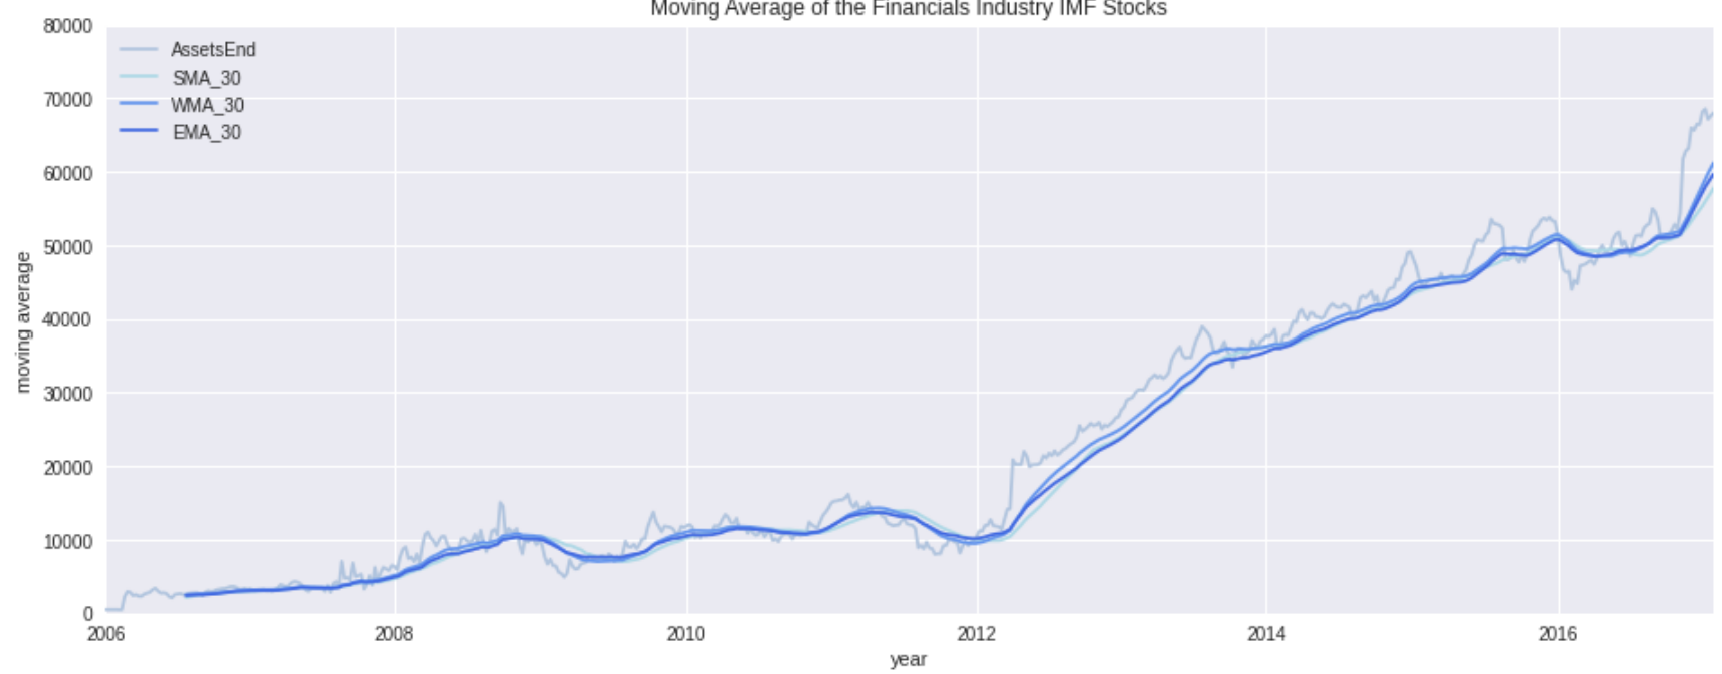 Moving Average of the Financials Industry IMF Stocks
80000
70000
60000
50000
40000
30000
20000
10000
0
moving average
AssetsEnd
SMA_30
WMA_30
EMA_30
2006 2008 2010 2012 2014 2016
year